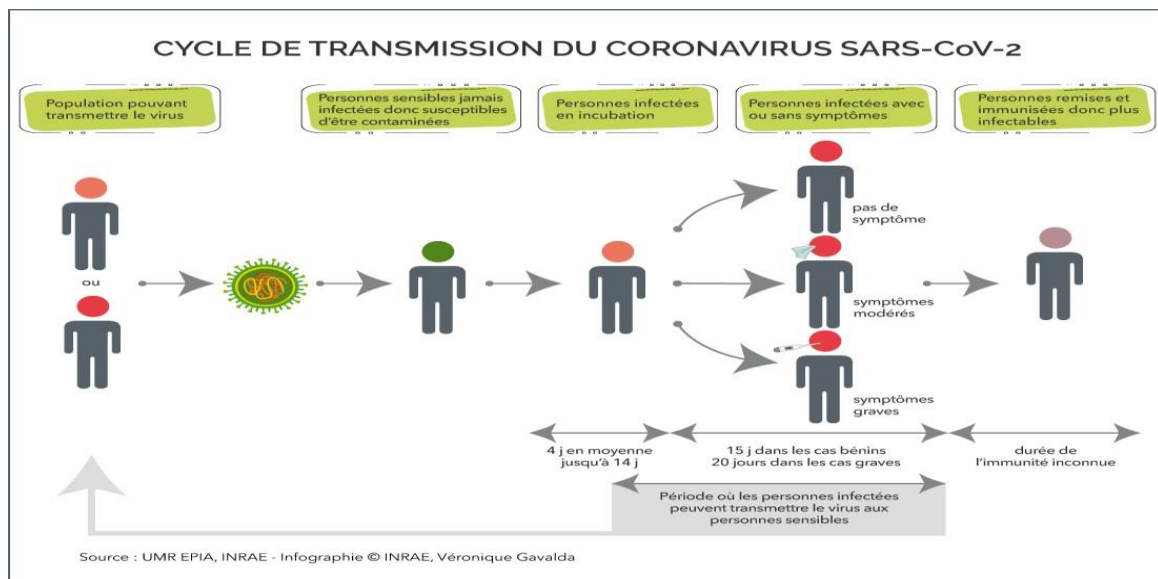 CYCLE DE TRANSMISSION DU CORONAVIRUS SARS-CoV-2
Population pouvant
transmettre le virus
Personnes sensibles jamais
infectées donc susceptibles
d'être contaminées
Personnes infectées
en incubation
Personnes infectées avec
ou sans symptômes
Personnes remises et
immunisées donc plus
infectables
ou
pas de
symptôme
symptômes
modérés
symptômes
graves
4 j en moyenne
jusqu'à 14 j
15 j dans les cas bénins
20 jours dans les cas graves
durée de
l'immunité inconnue
Période où les personnes infectées
peuvent transmettre le virus aux
personnes sensibles
Source : UMR EPIA, INRAE - Infographie © INRAE, Véronique Gavalda